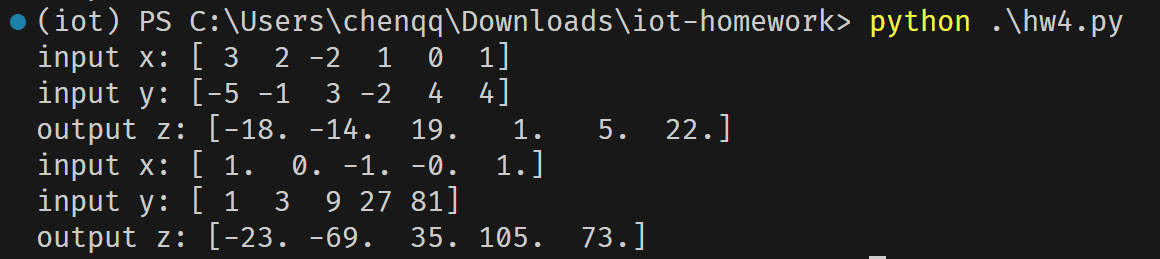 (iot) PS C:\Users\chenqq\Downloads\iot-homework> python .\hw4.py
input x: [ 3  2 -2  1  0  1]
input y: [-5 -1  3 -2  4  4]
output z: [-18. -14.  19.   1.   5.  22.]
input x: [ 1.  0. -1. -0.  1.]
input y: [ 1  3  9 27 81]
output z: [-23. -69.  35. 105.  73.]